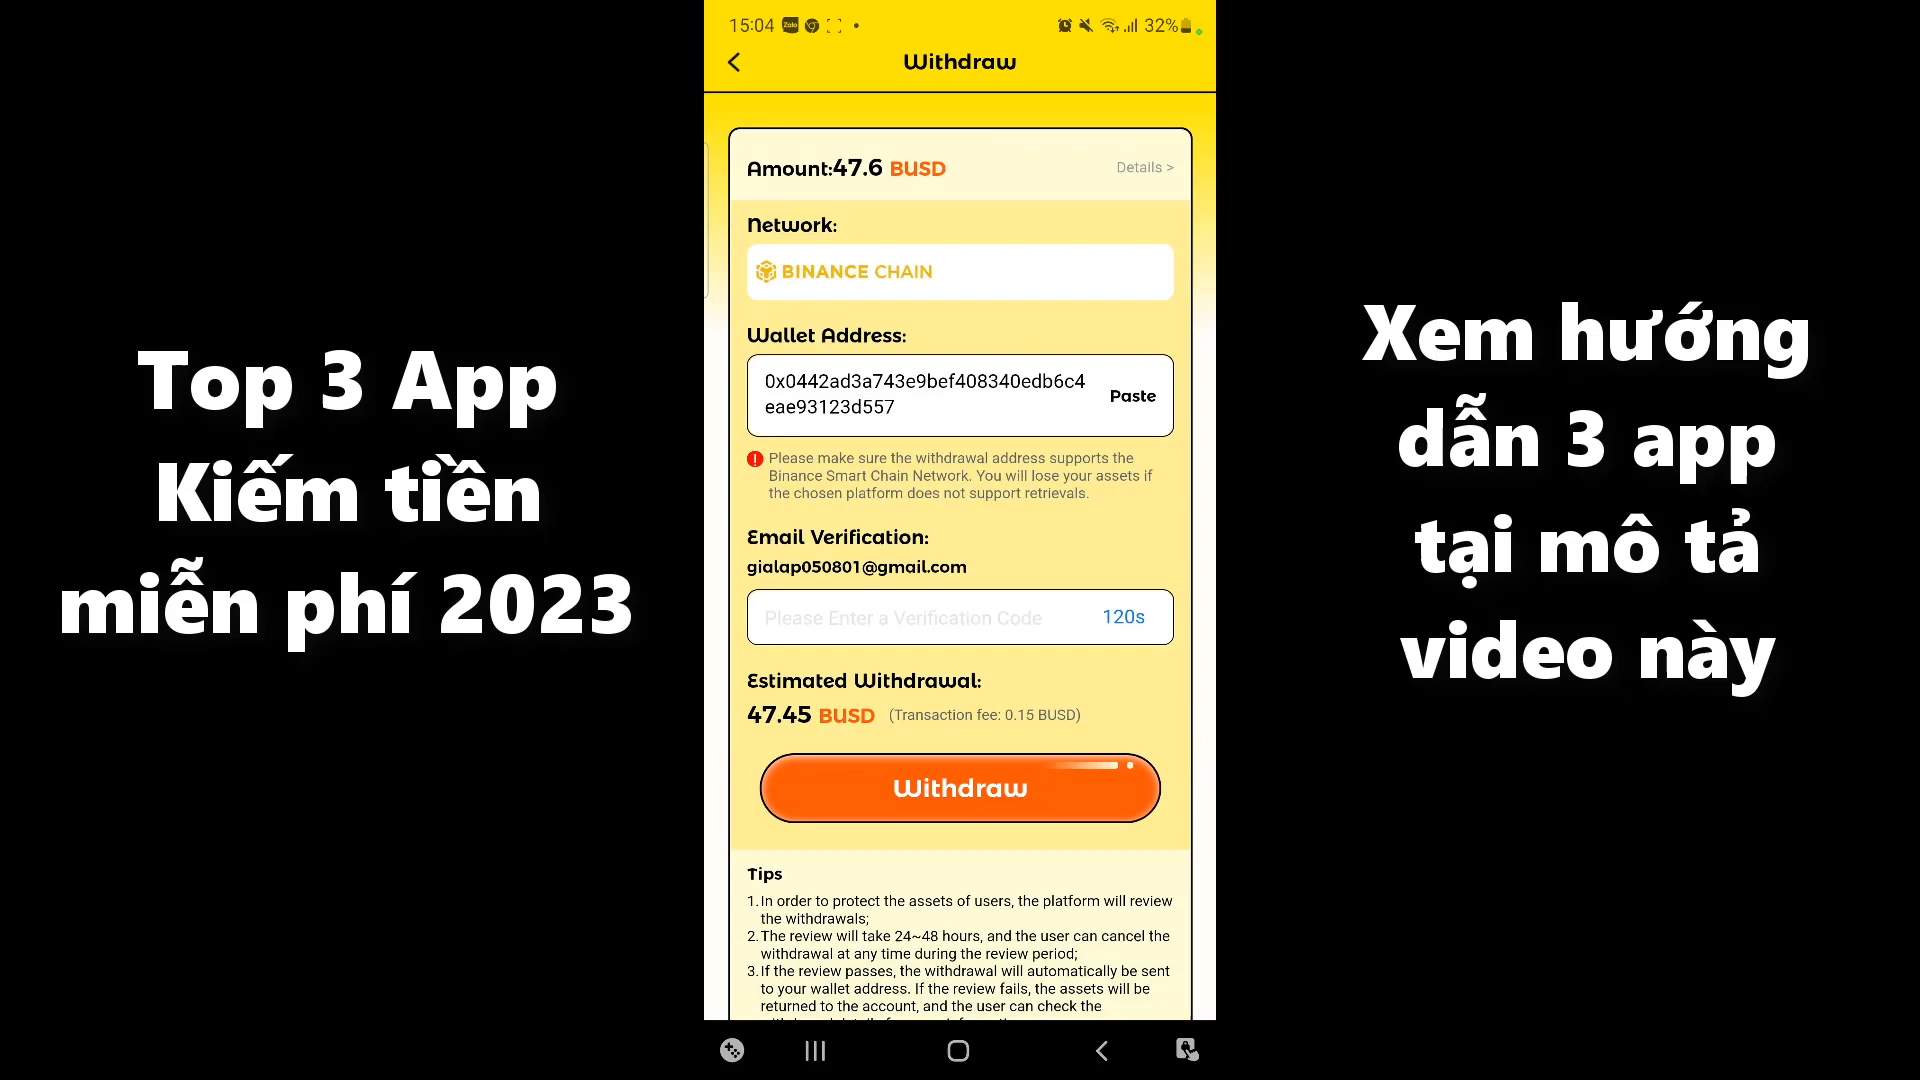 Top 3 App
Kiếm tiền
miễn phí 2023
15:04
Zalo
32%
Withdraw
Amount:47.6 BUSD
Details >
Network:
BINANCE CHAIN
Wallet Address:
0x0442ad3a743e9bef408340edb6c4
eae93123d557
Paste
Please make sure the withdrawal address supports the
Binance Smart Chain Network. You will lose your assets if
the chosen platform does not support retrievals.
Email Verification:
gialap050801@gmail.com
Please Enter a Verification Code
120s
Estimated Withdrawal:
47.45 BUSD (Transaction fee: 0.15 BUSD)
Withdraw
Tips
1. In order to protect the assets of users, the platform will review
the withdrawals;
2. The review will take 24~48 hours, and the user can cancel the
withdrawal at any time during the review period;
3. If the review passes, the withdrawal will automatically be sent
to your wallet address. If the review fails, the assets will be
returned to the account, and the user can check the
Xem hướng
dẫn 3 app
tại mô tả
video này